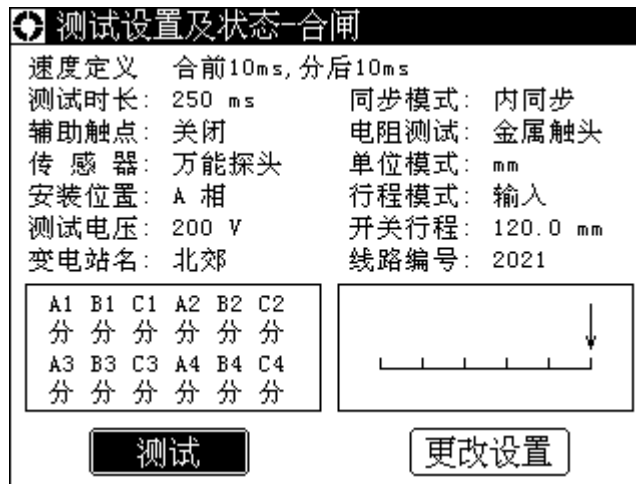 测试设置及状态-合闸
速度定义 合前10ms,分后10ms
测试时长: 250 ms 同步模式: 内同步
辅助触点: 关闭 电阻测试: 金属触头
传 感 器: 万能探头 单位模式: mm
安装位置: A 相 行程模式: 输入
测试电压: 200 V 开关行程: 120.0 mm
变电站名: 北郊 线路编号: 2021
A1 B1 C1 A2 B2 C2
分 分 分 分 分 分
A3 B3 C3 A4 B4 C4
分 分 分 分 分 分
测试 更改设置